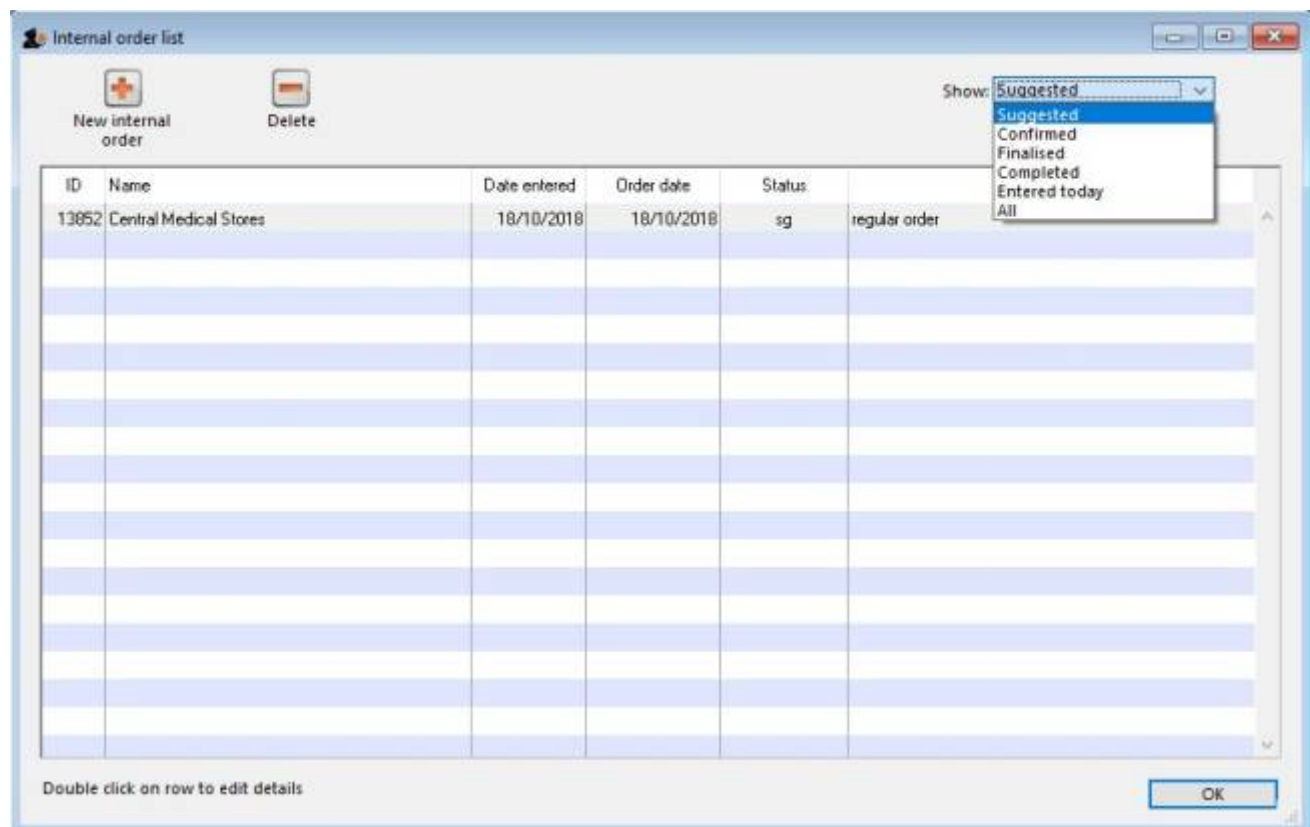 Internal order list
New internal
order
Delete
Show: Suggested
Suggested
Confirmed
Finalised
Completed
Entered today
All
ID Name Date entered Order date Status
13852 Central Medical Stores 18/10/2018 18/10/2018 sg regular order
Double click on row to edit details
OK